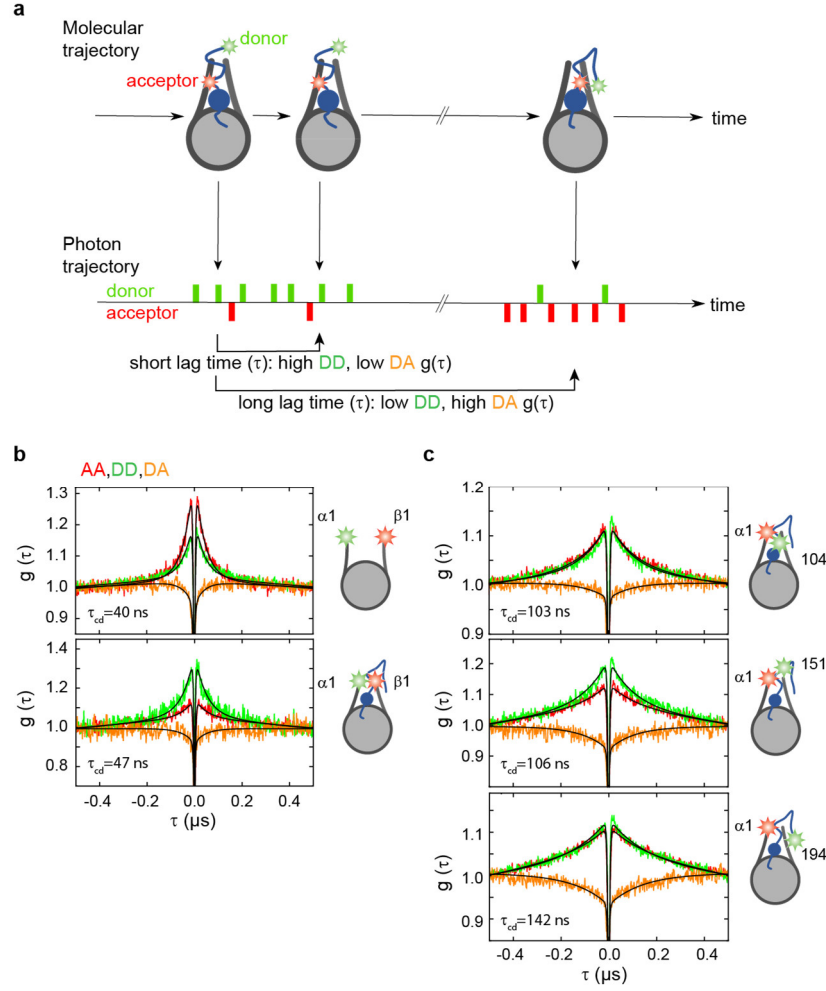 a
Molecular
trajectory
donor
acceptor
time
Photon
trajectory
donor
acceptor
time
short lag time (τ): high DD, low DA g(τ)
long lag time (τ): low DD, high DA g(τ)
b
AA,DD,DA
1.3
1.2
1.1
1.0
0.9
g (τ)
τcd=40 ns
α1
β1
1.4
1.3
1.2
1.1
1.0
0.9
0.8
g (τ)
τcd=47 ns
α1
β1
-0.4
-0.2
0.0
0.2
0.4
τ (µs)
c
1.2
1.1
1.0
0.9
g (τ)
τcd=103 ns
α1
104
1.2
1.1
1.0
0.9
g (τ)
τcd=106 ns
α1
151
1.1
1.0
0.9
g (τ)
τcd=142 ns
α1
194
-0.4
-0.2
0.0
0.2
0.4
τ (µs)